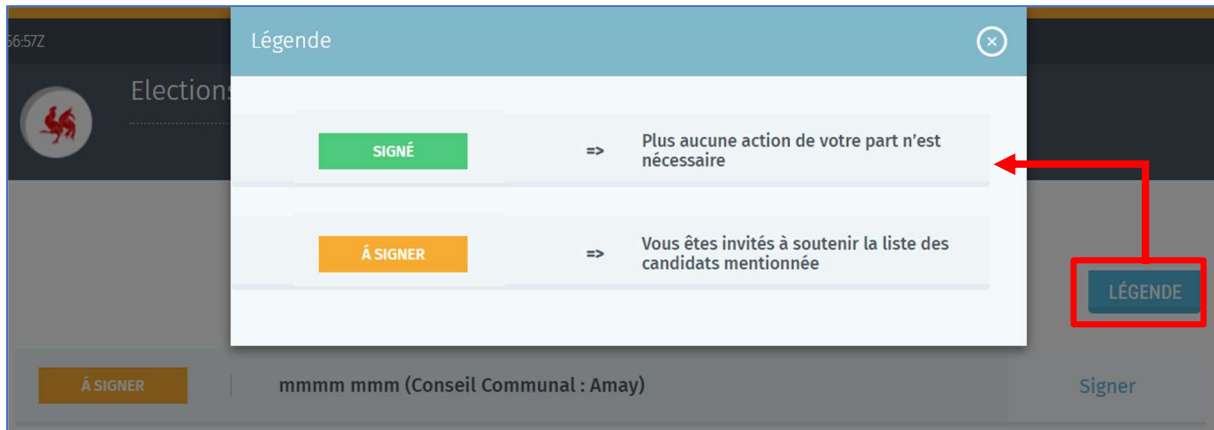 56:57Z
Légende
Elections
SIGNÉ => Plus aucune action de votre part n’est
nécessaire
Á SIGNER => Vous êtes invités à soutenir la liste des
candidats mentionnée
LÉGENDE
Á SIGNER mmmm mmm (Conseil Communal : Amay) Signer